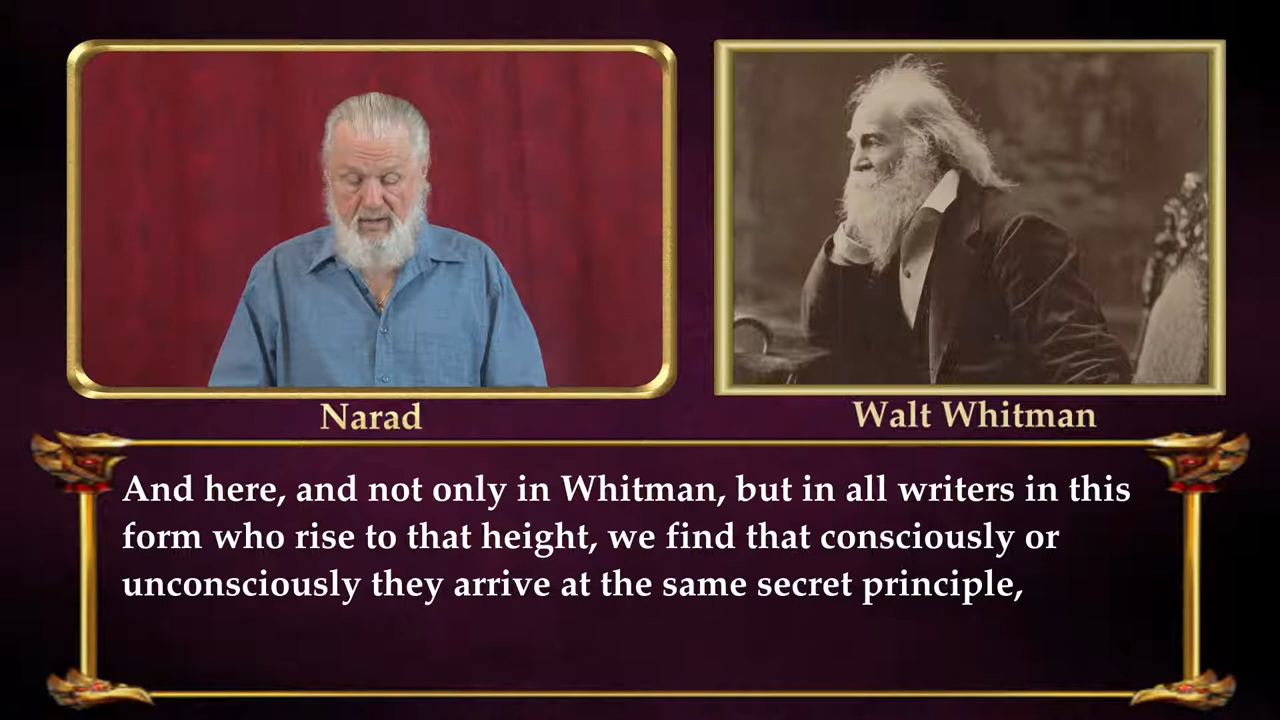 Narad
Walt Whitman
And here, and not only in Whitman, but in all writers in this
form who rise to that height, we find that consciously or
unconsciously they arrive at the same secret principle,